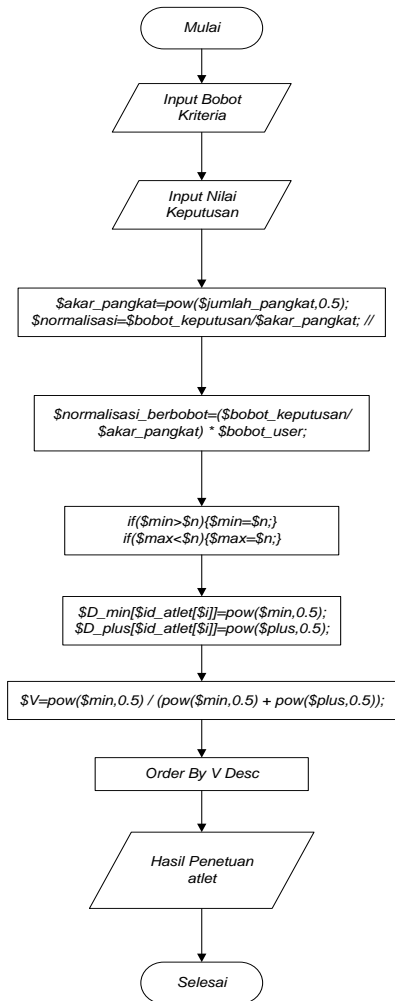 Mulai
Input Bobot
Kriteria
Input Nilai
Keputusan
$akar_pangkat=pow($jumlah_pangkat,0.5);
$normalisasi=$bobot_keputusan/$akar_pangkat; //
$normalisasi_berbobot=($bobot_keputusan/
$akar_pangkat) * $bobot_user;
if($min>$n){$min=$n;}
if($max<$n){$max=$n;}
$D_min[$id_atlet[$i]]=pow($min,0.5);
$D_plus[$id_atlet[$i]]=pow($plus,0.5);
$V=pow($min,0.5) / (pow($min,0.5) + pow($plus,0.5));
Order By V Desc
Hasil Penetuan
atlet
Selesai